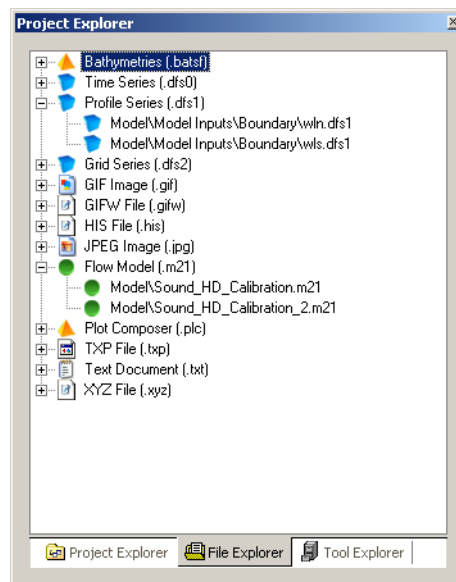 Project Explorer
Bathymetries (.batsf)
Time Series (.dfs0)
Profile Series (.dfs1)
Model\Model Inputs\Boundary\wln.dfs1
Model\Model Inputs\Boundary\wls.dfs1
Grid Series (.dfs2)
GIF Image (.gif)
GIFW File (.gifw)
HIS File (.his)
JPEG Image (.jpg)
Flow Model (.m21)
Model\Sound_HD_Calibration.m21
Model\Sound_HD_Calibration_2.m21
Plot Composer (.plc)
TXP File (.txp)
Text Document (.txt)
XYZ File (.xyz)
Project Explorer File Explorer Tool Explorer